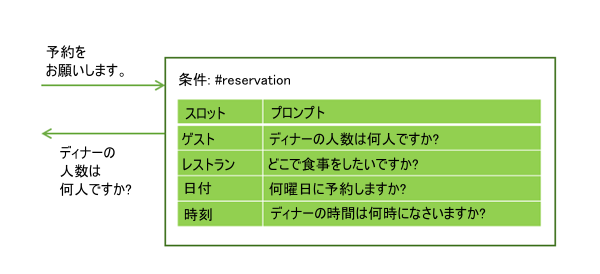 予約を
お願いします。
条件: #reservation
スロット プロンプト
ゲスト ディナーの人数は何人ですか?
レストラン どこで食事をしたいですか?
日付 何曜日に予約しますか?
時刻 ディナーの時間は何時になさいますか?
ディナーの
人数は
何人ですか?